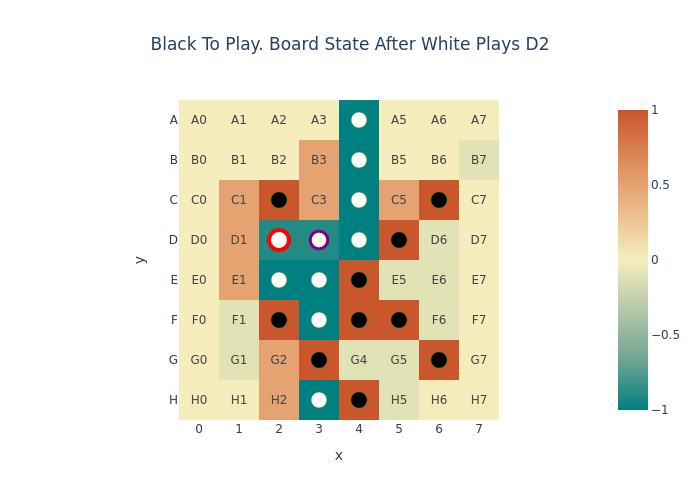 Black To Play. Board State After White Plays D2
A A0 A1 A2 A3 A5 A6 A7
B B0 B1 B2 B3 B5 B6 B7
C C0 C1 C3 C5 C7
D D0 D1 D6 D7
E E0 E1 E5 E6 E7
F F0 F1 F6 F7
G G0 G1 G2 G4 G5 G7
H H0 H1 H2 H5 H6 H7
0 1 2 3 4 5 6 7
x
y
1
0.5
0
−0.5
−1